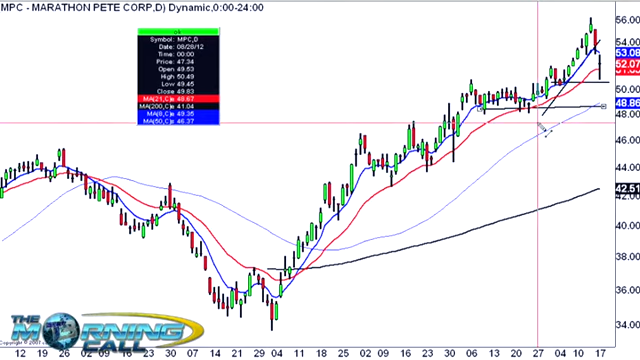 MPC - MARATHON PETE CORP,D) Dynamic,0:00-24:00
ok
Symbol: MPC,D
Date: 08/28/12
Time: 00:00
Price: 47.34
Open 49.53
High 50.49
Low 49.45
Close 49.83
MA(21,C)= 48.67
MA(200,C)= 41.04
MA(8,C)= 49.35
MA(50,C)= 46.37
56.00
54.00
53.08
52.07
50.00
48.86
48.00
46.00
44.00
42.51
40.00
38.00
36.00
34.00
THE
MORNING
CALL
12 19 26 02 09 16 23 30 07 14 21 29 04 11 18 25 02 09 16 23 30 06 13 20 27 04 10 17